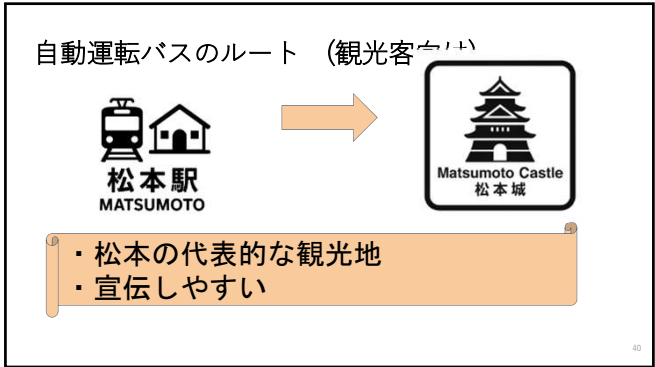 自動運転バスのルート （観光客向け）
松本駅
MATSUMOTO
Matsumoto Castle
松本城
・松本の代表的な観光地
・宣伝しやすい
40